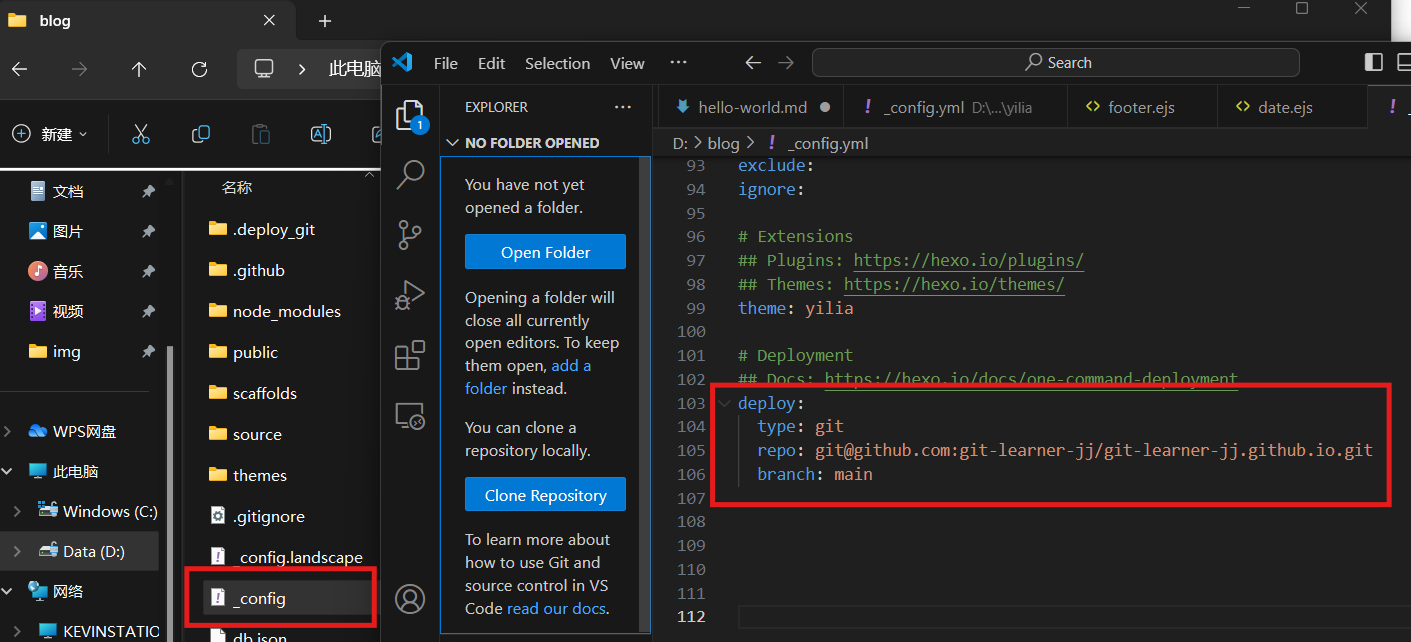 blog
此电脑
新建
文档
图片
音乐
视频
img
WPS网盘
此电脑
Windows (C:)
Data (D:)
网络
KEVINSTATIO
名称
.deploy_git
.github
node_modules
public
scaffolds
source
themes
.gitignore
_config.landscape
_config
db.json
File Edit Selection View ···
Search
EXPLORER ···
1
NO FOLDER OPENED
You have not yet
opened a folder.
Open Folder
Opening a folder will
close all currently
open editors. To keep
them open, add a
folder instead.
You can clone a
repository locally.
Clone Repository
To learn more about
how to use Git and
source control in VS
Code read our docs.
hello-world.md
! _config.yml D:\...\yilia
<> footer.ejs
<> date.ejs
!
D: > blog > ! _config.yml
93 exclude:
94 ignore:
95
96 # Extensions
97 ## Plugins: https://hexo.io/plugins/
98 ## Themes: https://hexo.io/themes/
99 theme: yilia
100
101 # Deployment
102 ## Docs: https://hexo.io/docs/one-command-deployment
103 deploy:
104 type: git
105 repo: git@github.com:git-learner-jj/git-learner-jj.github.io.git
106 branch: main
107
108
109
110
111
112